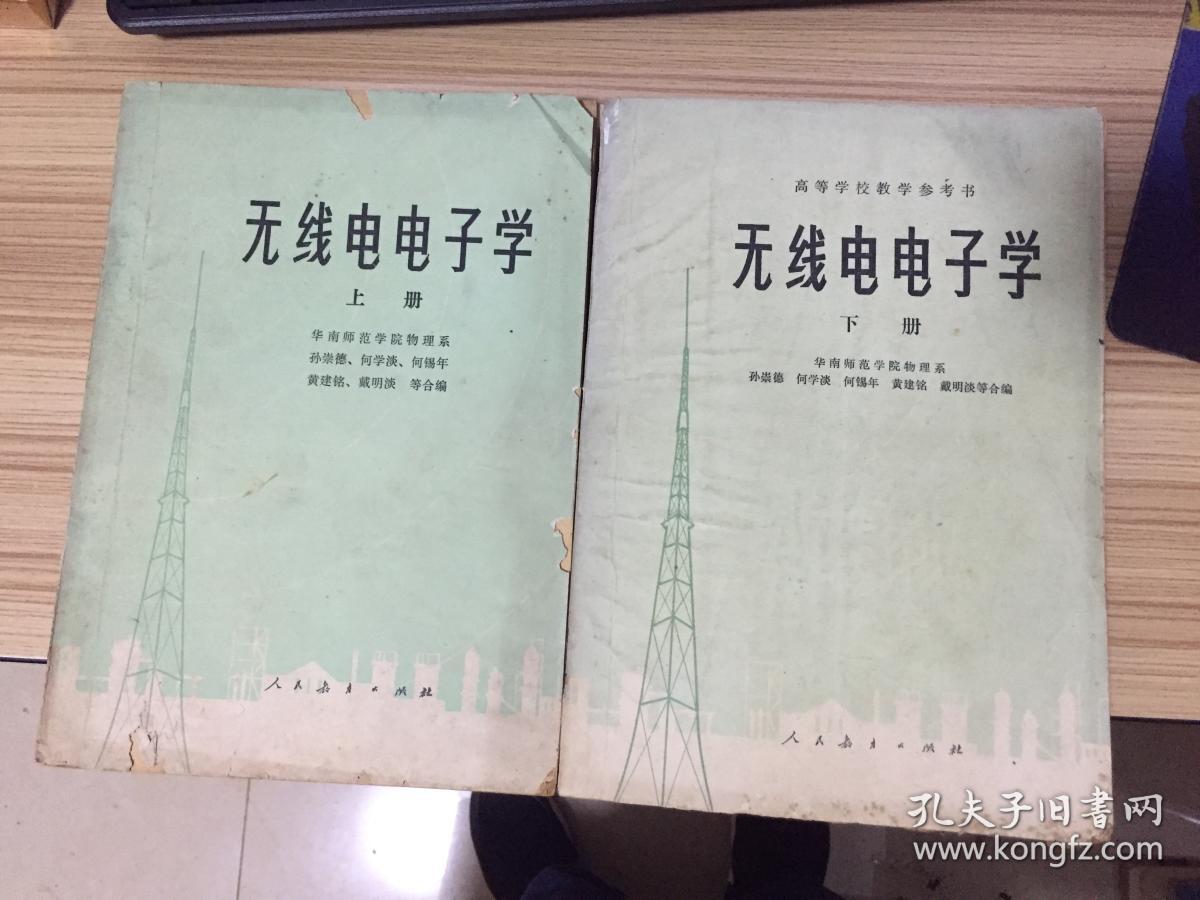 无线电电子学
上册
华南师范学院物理系
孙崇德、何学淡、何锡年
黄建铭、戴明淡 等合编
人民教育出版社
高等学校教学参考书
无线电电子学
下册
华南师范学院物理系
孙崇德 何学淡 何锡年 黄建铭 戴明淡等合编
人民教育出版社
孔夫子旧书网
www.kongfz.com